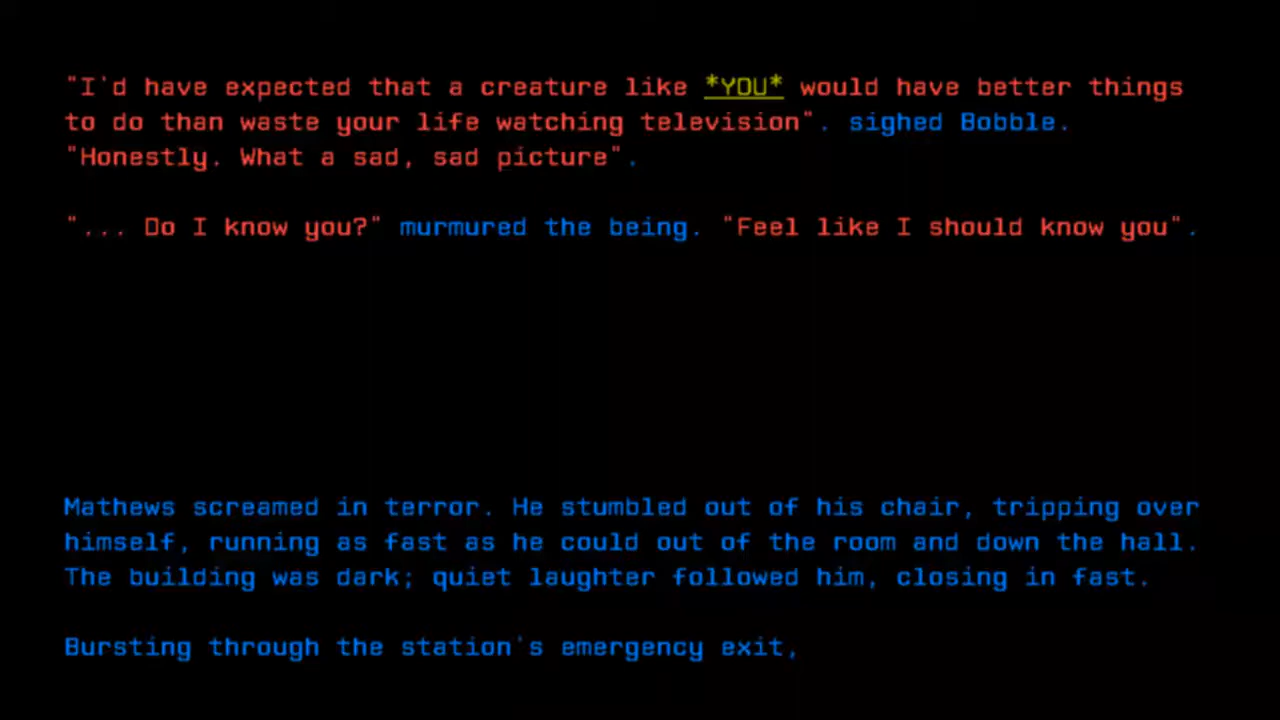 "I'd have expected that a creature like *YOU* would have better things
to do than waste your life watching television". sighed Bobble.
"Honestly. What a sad, sad picture".
"... Do I know you?" murmured the being. "Feel like I should know you".
Mathews screamed in terror. He stumbled out of his chair, tripping over
himself, running as fast as he could out of the room and down the hall.
The building was dark; quiet laughter followed him, closing in fast.
Bursting through the station's emergency exit,